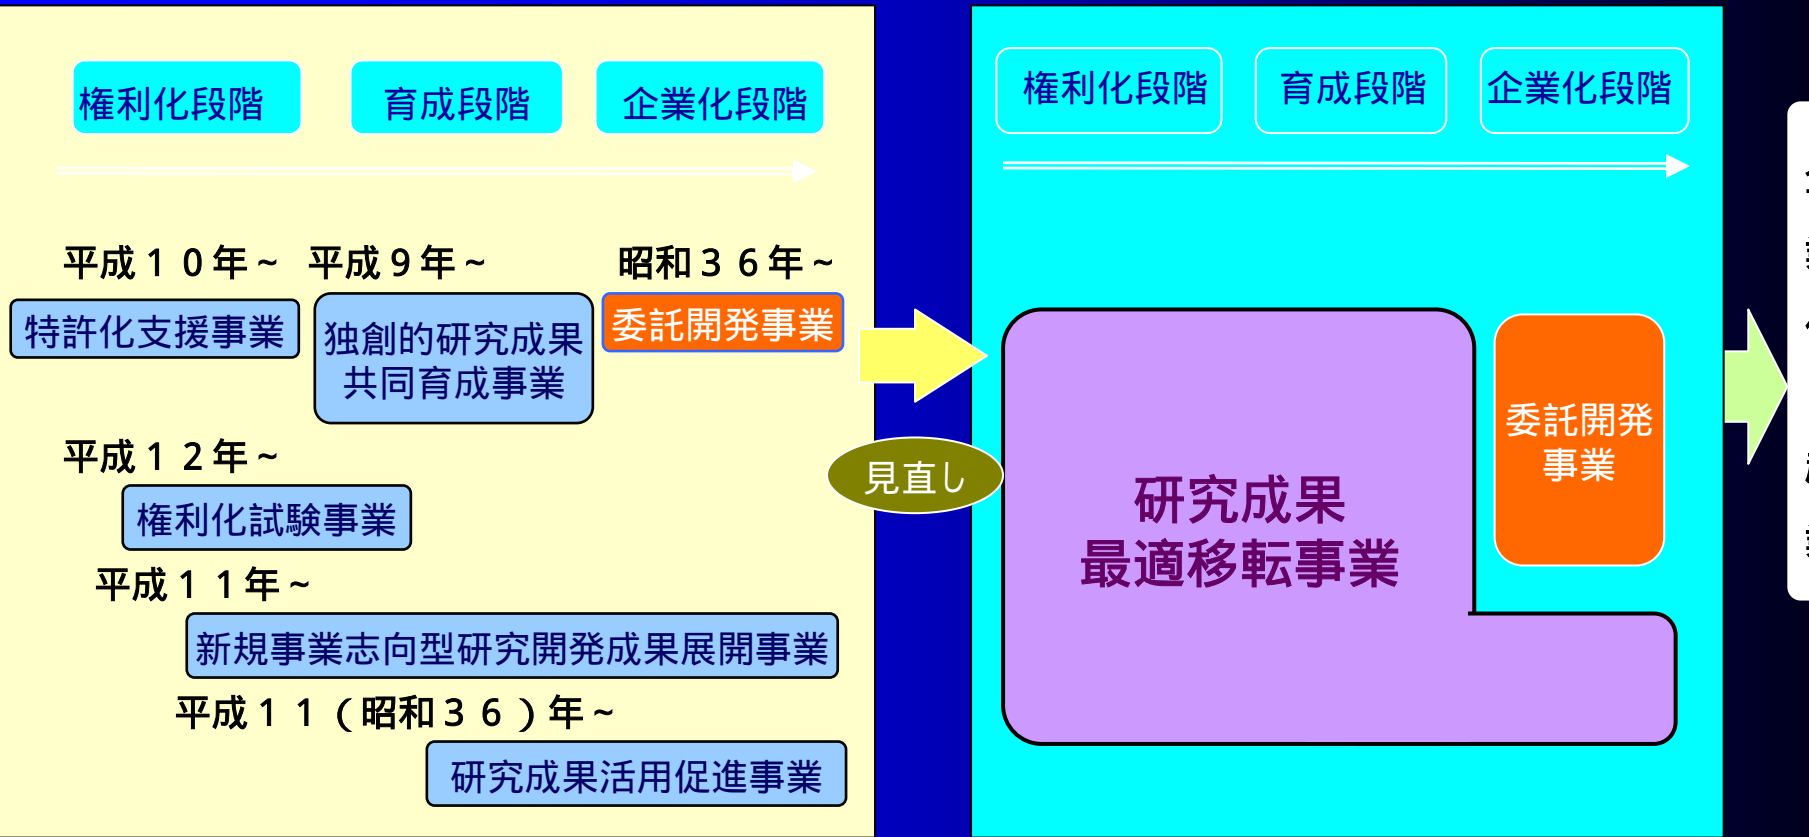 権利化段階
育成段階
企業化段階
平成１０年~
平成９年~
昭和３６年~
特許化支援事業
独創的研究成果
共同育成事業
委託開発事業
平成１２年~
権利化試験事業
平成１１年~
新規事業志向型研究開発成果展開事業
平成１１（昭和３６）年~
研究成果活用促進事業
見直し
権利化段階
育成段階
企業化段階
研究成果
最適移転事業
委託開発
事業